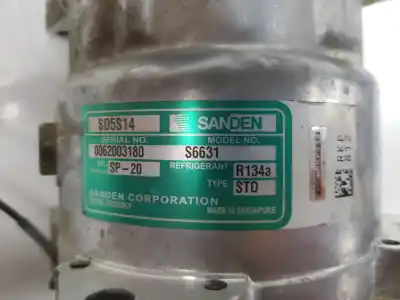 SD5S14 SANDEN
SERIAL NO. MODEL NO.
0062003180 S6631
SP-20 REFRIGERANT R134a
TYPE STD
SANDEN CORPORATION
MADE IN SINGAPORE